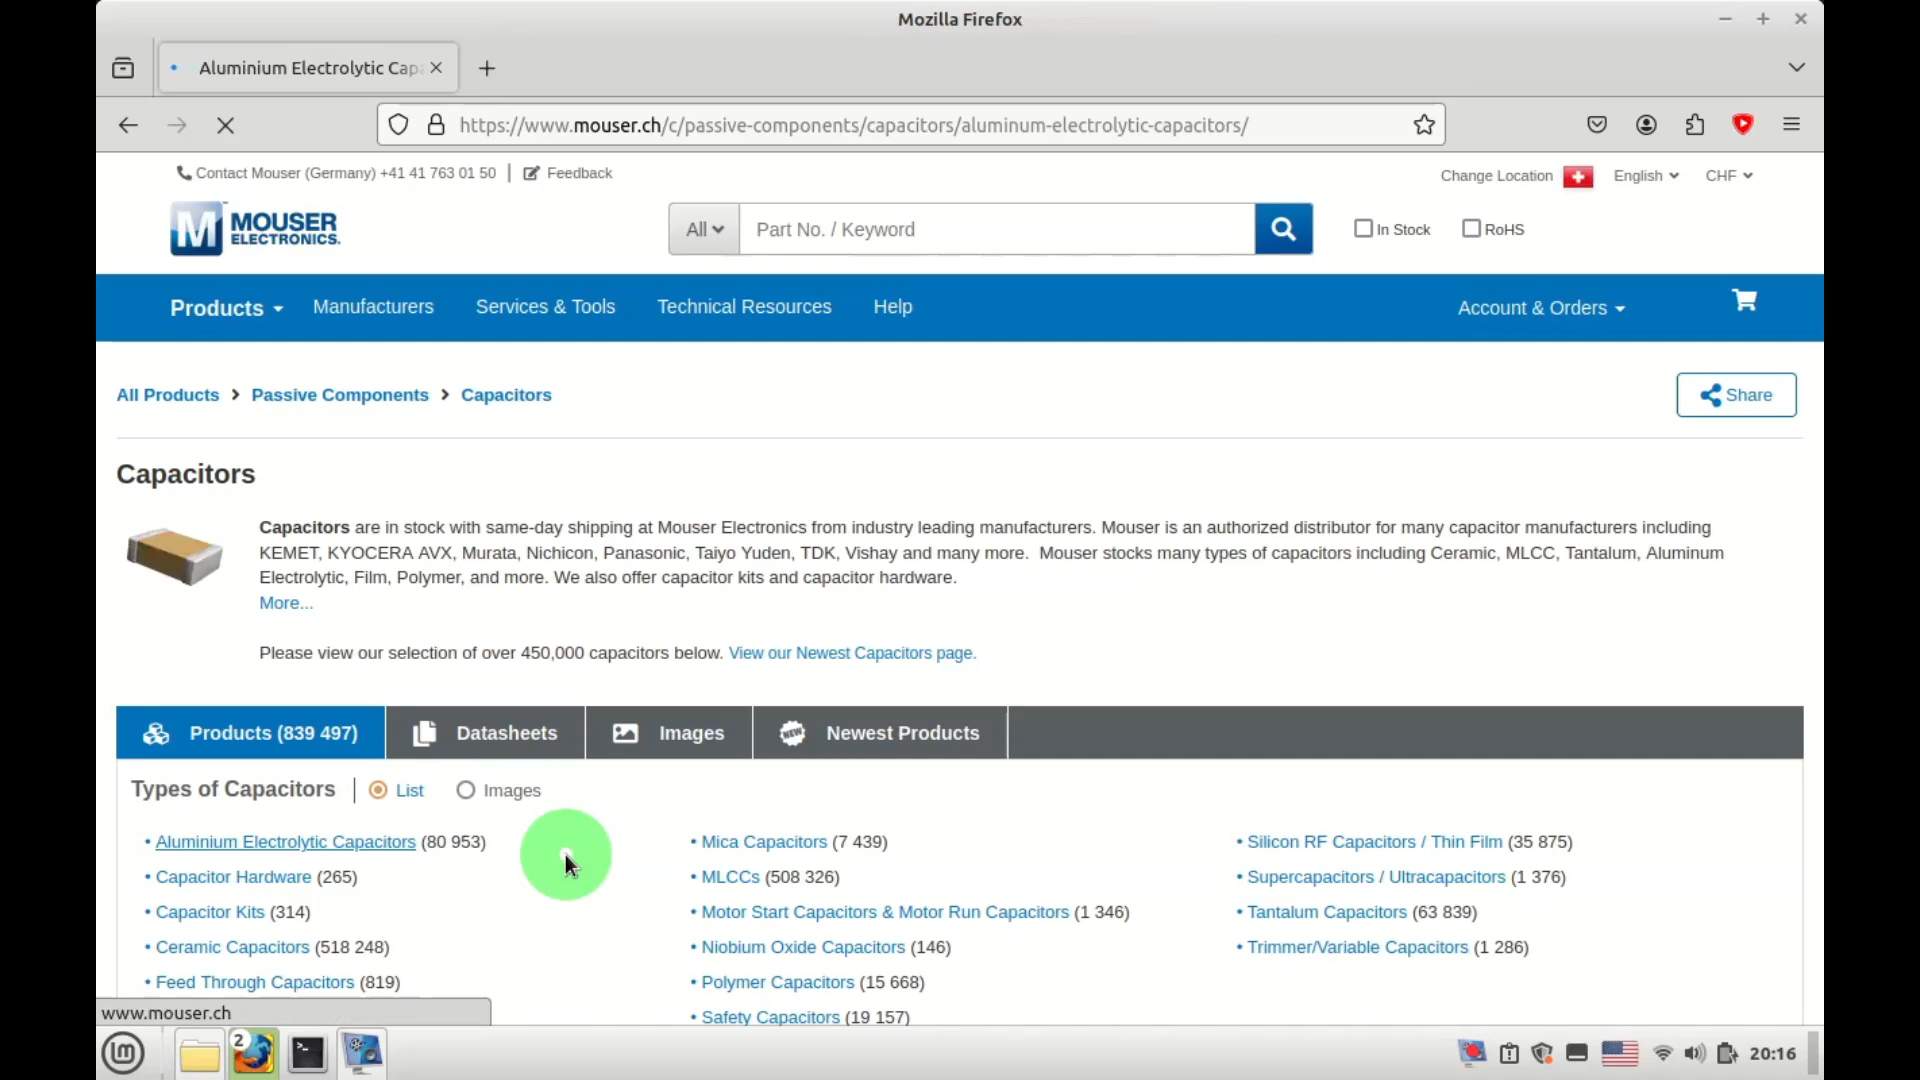 Mozilla Firefox
Aluminium Electrolytic Cap
https://www.mouser.ch/c/passive-components/capacitors/aluminum-electrolytic-capacitors/
Contact Mouser (Germany) +41 41 763 01 50 | Feedback
Change Location English CHF
M MOUSER ELECTRONICS.
All Part No. / Keyword In Stock RoHS
Products Manufacturers Services & Tools Technical Resources Help Account & Orders
All Products > Passive Components > Capacitors
Share
Capacitors
Capacitors are in stock with same-day shipping at Mouser Electronics from industry leading manufacturers. Mouser is an authorized distributor for many capacitor manufacturers including
KEMET, KYOCERA AVX, Murata, Nichicon, Panasonic, Taiyo Yuden, TDK, Vishay and many more.  Mouser stocks many types of capacitors including Ceramic, MLCC, Tantalum, Aluminum
Electrolytic, Film, Polymer, and more. We also offer capacitor kits and capacitor hardware.
More...
Please view our selection of over 450,000 capacitors below. View our Newest Capacitors page.
Products (839 497) Datasheets Images NEW Newest Products
Types of Capacitors | List Images
• Aluminium Electrolytic Capacitors (80 953)
• Capacitor Hardware (265)
• Capacitor Kits (314)
• Ceramic Capacitors (518 248)
• Feed Through Capacitors (819)
• Mica Capacitors (7 439)
• MLCCs (508 326)
• Motor Start Capacitors & Motor Run Capacitors (1 346)
• Niobium Oxide Capacitors (146)
• Polymer Capacitors (15 668)
• Safety Capacitors (19 157)
• Silicon RF Capacitors / Thin Film (35 875)
• Supercapacitors / Ultracapacitors (1 376)
• Tantalum Capacitors (63 839)
• Trimmer/Variable Capacitors (1 286)
www.mouser.ch
2
20:16